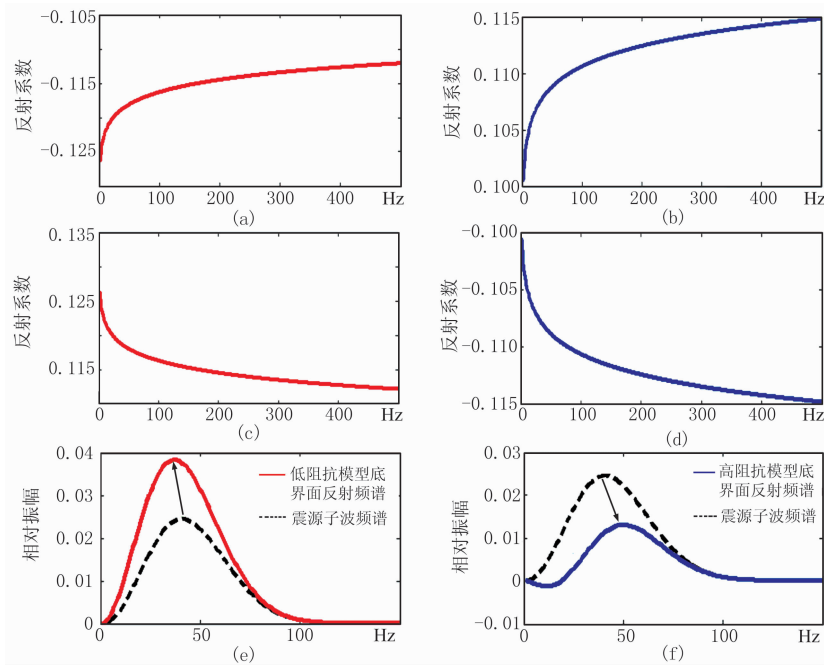 -0.105
-0.115
-0.125
反射系数
0 100 200 300 400 Hz
(a)
0.115
0.110
0.105
0.100
反射系数
0 100 200 300 400 Hz
(b)
0.135
0.125
0.115
反射系数
0 100 200 300 400 Hz
(c)
-0.100
-0.105
-0.110
-0.115
反射系数
0 100 200 300 400 Hz
(d)
0.04
0.03
0.02
0.01
0
相对振幅
低阻抗模型底
界面反射频谱
震源子波频谱
0 50 100 Hz
(e)
0.03
0.02
0.01
0
-0.01
相对振幅
高阻抗模型底
界面反射频谱
震源子波频谱
0 50 100 Hz
(f)